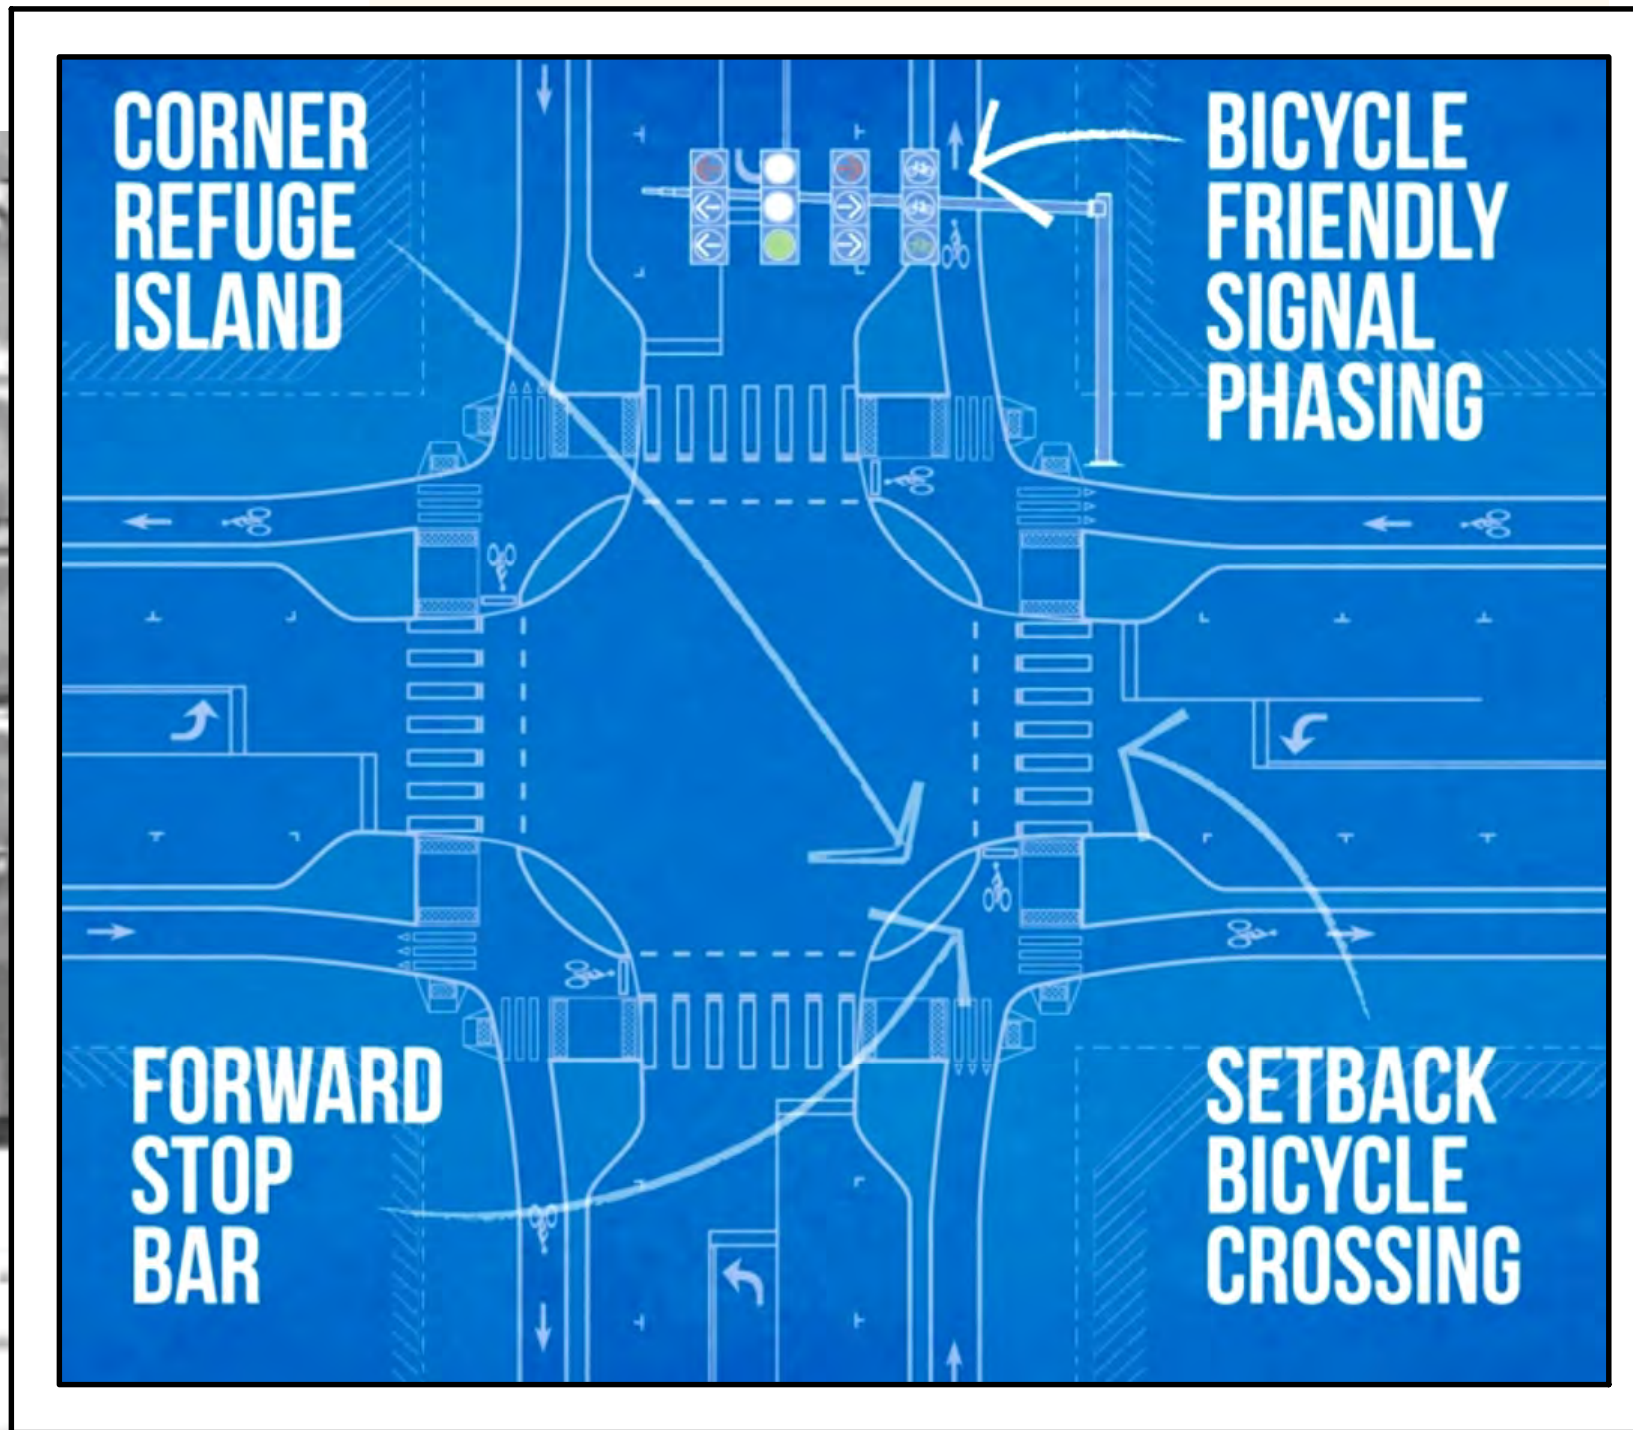 CORNER
REFUGE
ISLAND
BICYCLE
FRIENDLY
SIGNAL
PHASING
FORWARD
STOP
BAR
SETBACK
BICYCLE
CROSSING